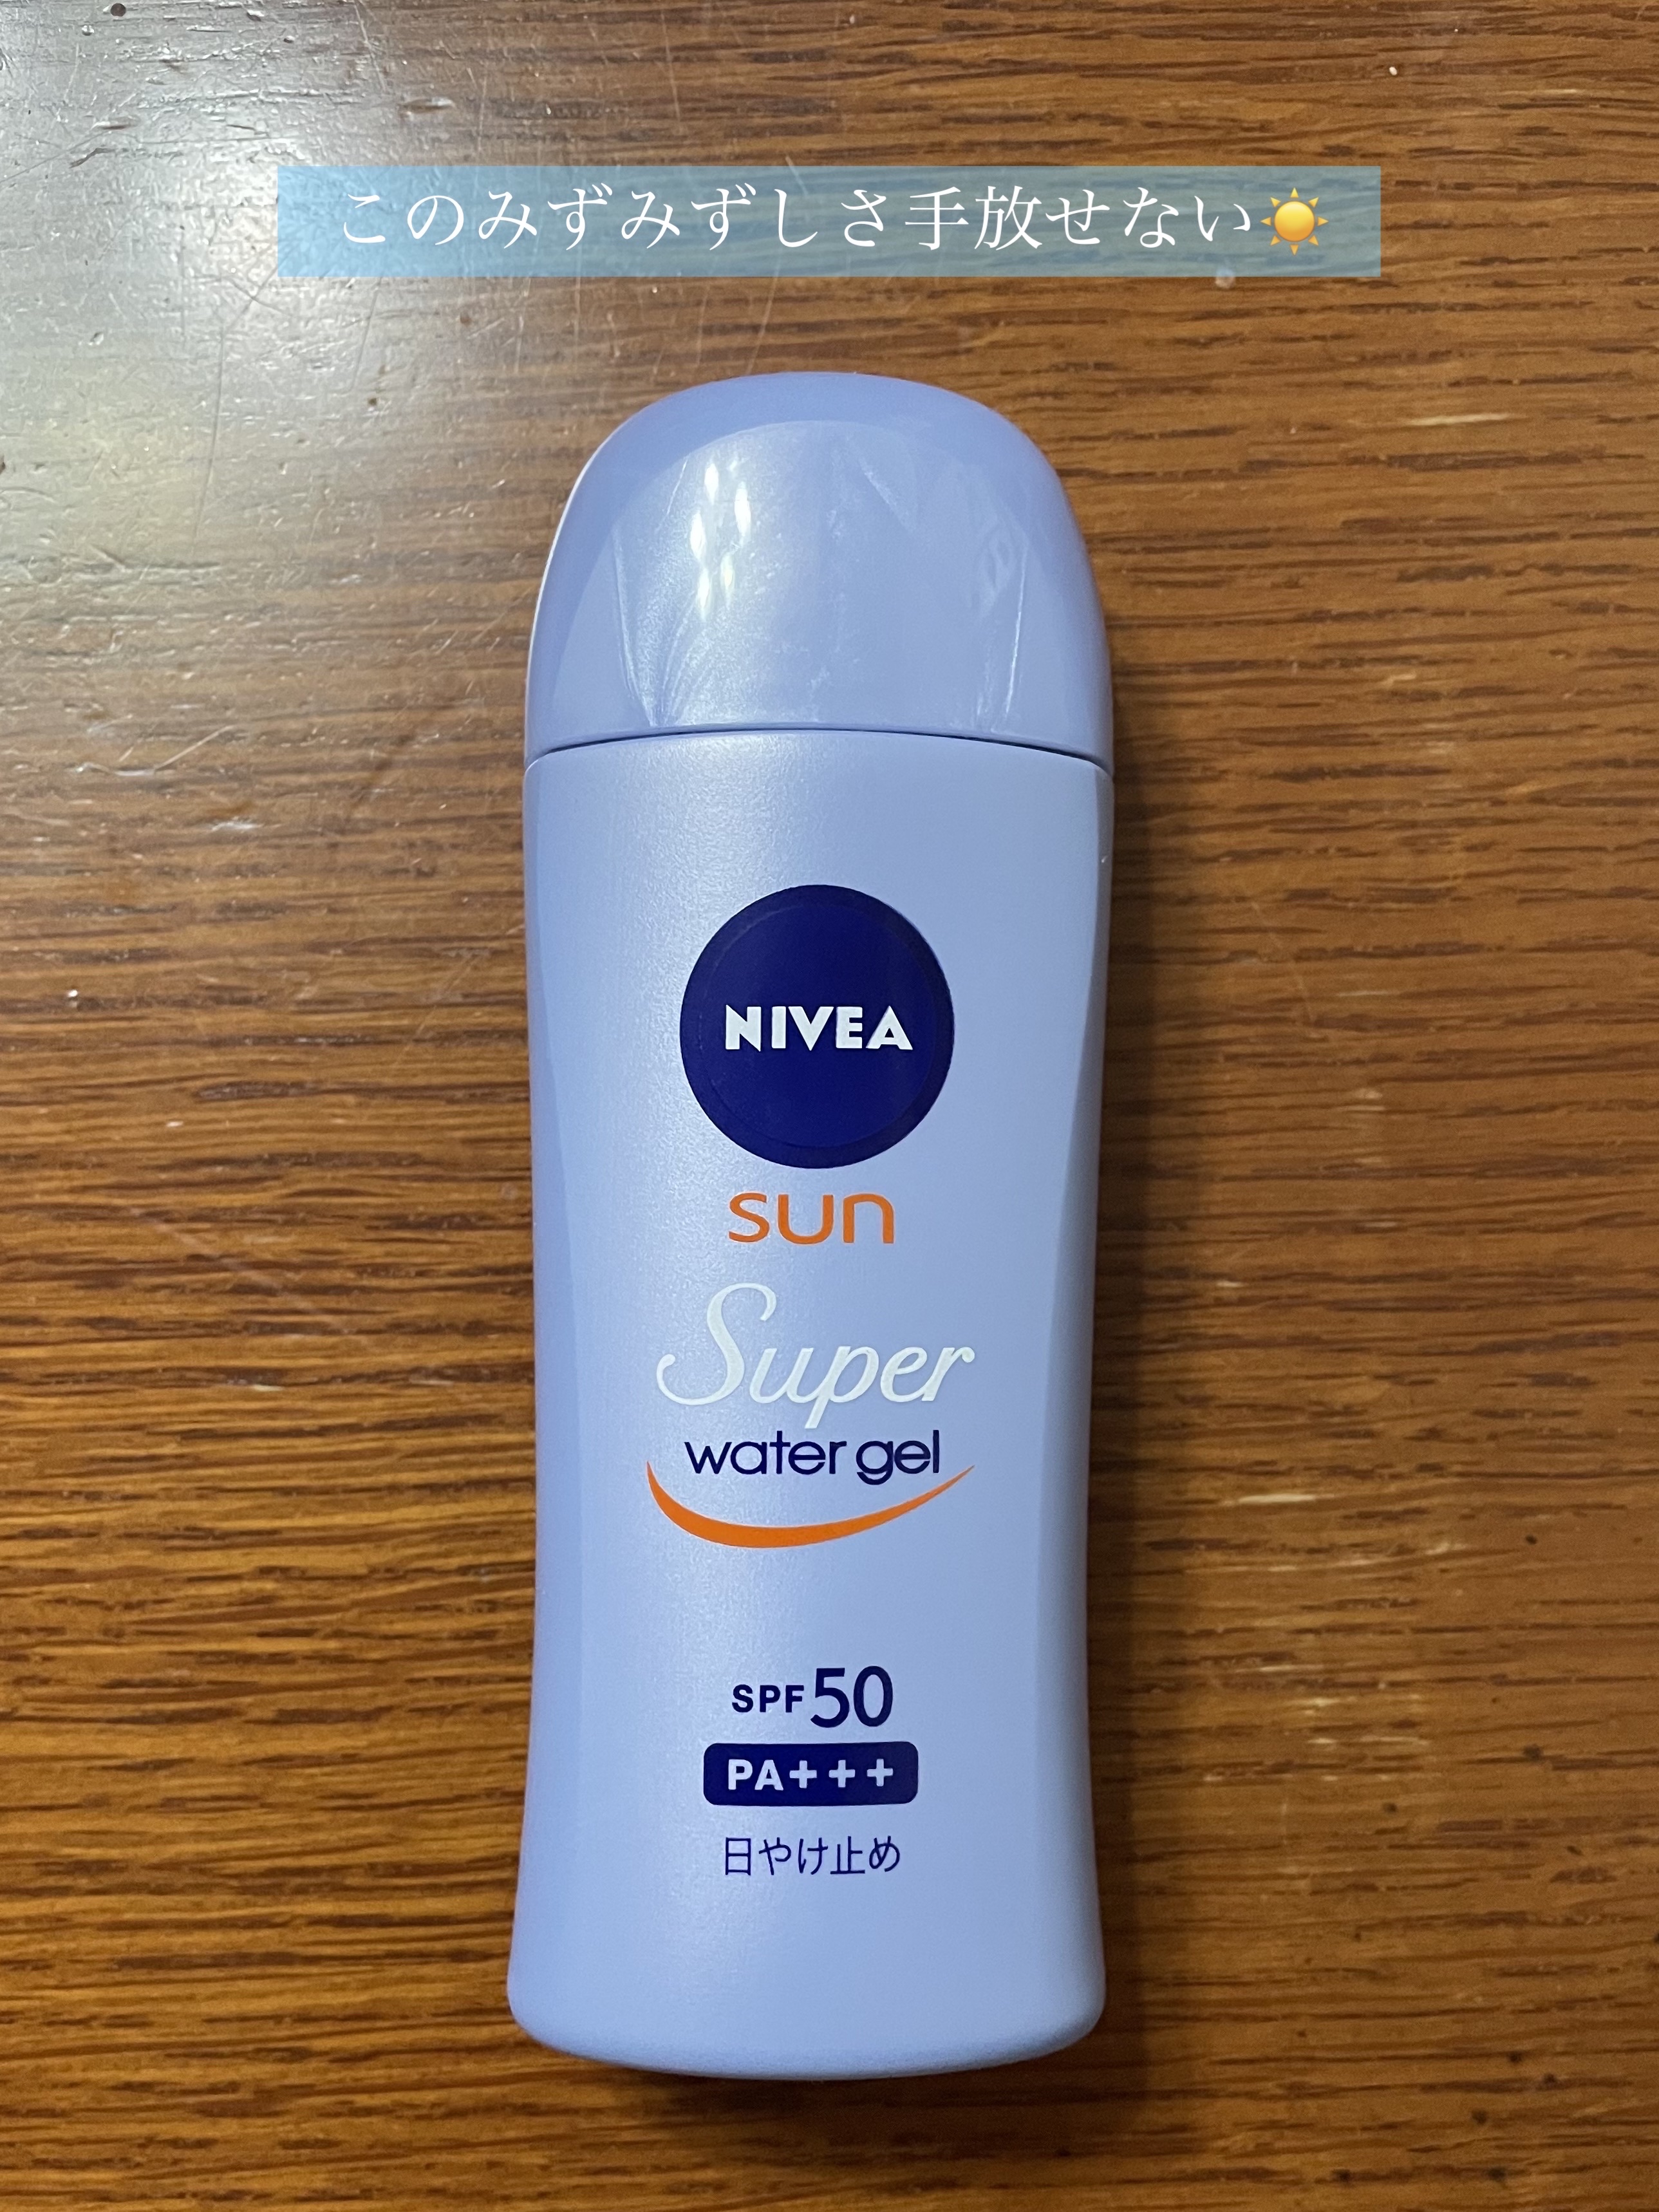 このみずみずしさ手放せない☀️
NIVEA
sun
Super
water gel
SPF50
PA+++
日やけ止め